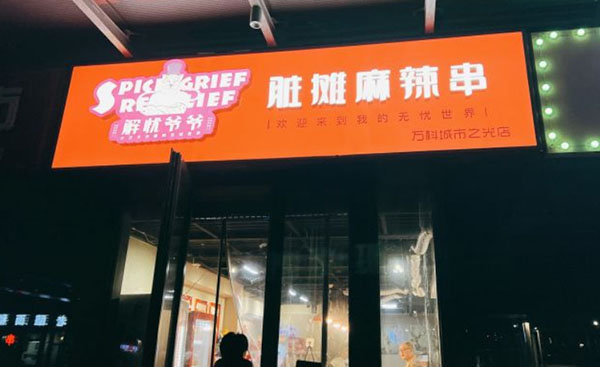 SPICY GRIEF
RELIEF
解忧爷爷
脏摊麻辣串
欢迎来到我的无忧世界
万科城市之光店